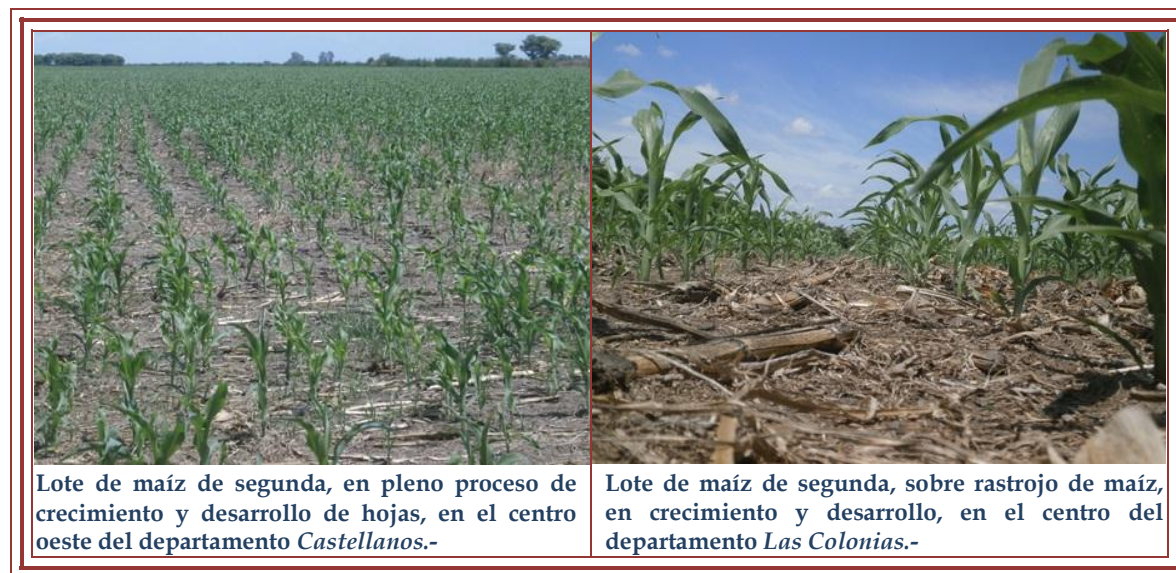 Lote de maíz de segunda, en pleno proceso de
crecimiento y desarrollo de hojas, en el centro
oeste del departamento Castellanos.-
Lote de maíz de segunda, sobre rastrojo de maíz,
en crecimiento y desarrollo, en el centro del
departamento Las Colonias.-